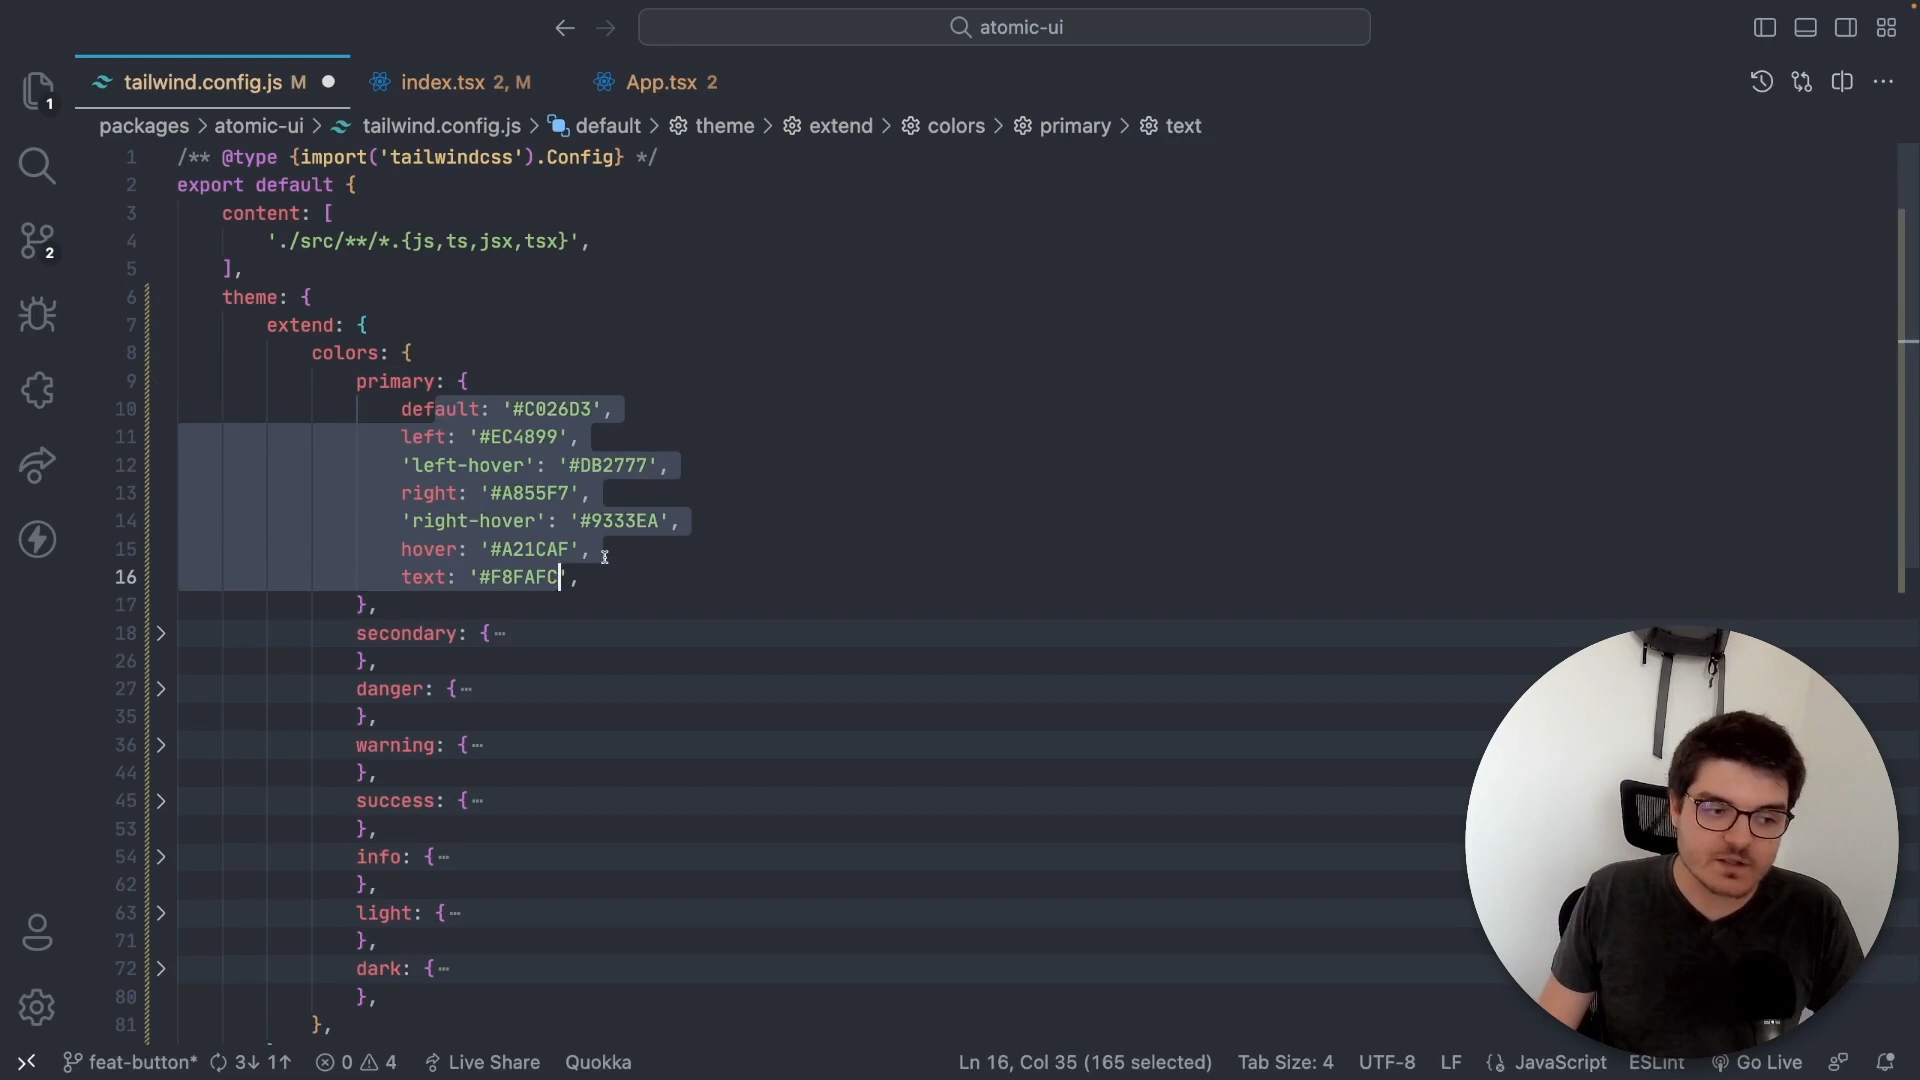 atomic-ui
tailwind.config.js M
index.tsx 2, M
App.tsx 2
1
packages > atomic-ui > tailwind.config.js > default > theme > extend > colors > primary > text
1 /** @type {import('tailwindcss').Config} */
2 export default {
3 content: [
4 './src/**/*.{js,ts,jsx,tsx}',
5 ],
6 theme: {
7 extend: {
8 colors: {
9 primary: {
10 default: '#C026D3',
11 left: '#EC4899',
12 'left-hover': '#DB2777',
13 right: '#A855F7',
14 'right-hover': '#9333EA',
15 hover: '#A21CAF',
16 text: '#F8FAFC',
17 },
18 secondary: {⋯
26 },
27 danger: {⋯
35 },
36 warning: {⋯
44 },
45 success: {⋯
53 },
54 info: {⋯
62 },
63 light: {⋯
71 },
72 dark: {⋯
80 },
81 },
2
feat-button* 3↓ 1↑ 0 4 Live Share Quokka Ln 16, Col 35 (165 selected) Tab Size: 4 UTF-8 LF {} JavaScript ESLint Go Live